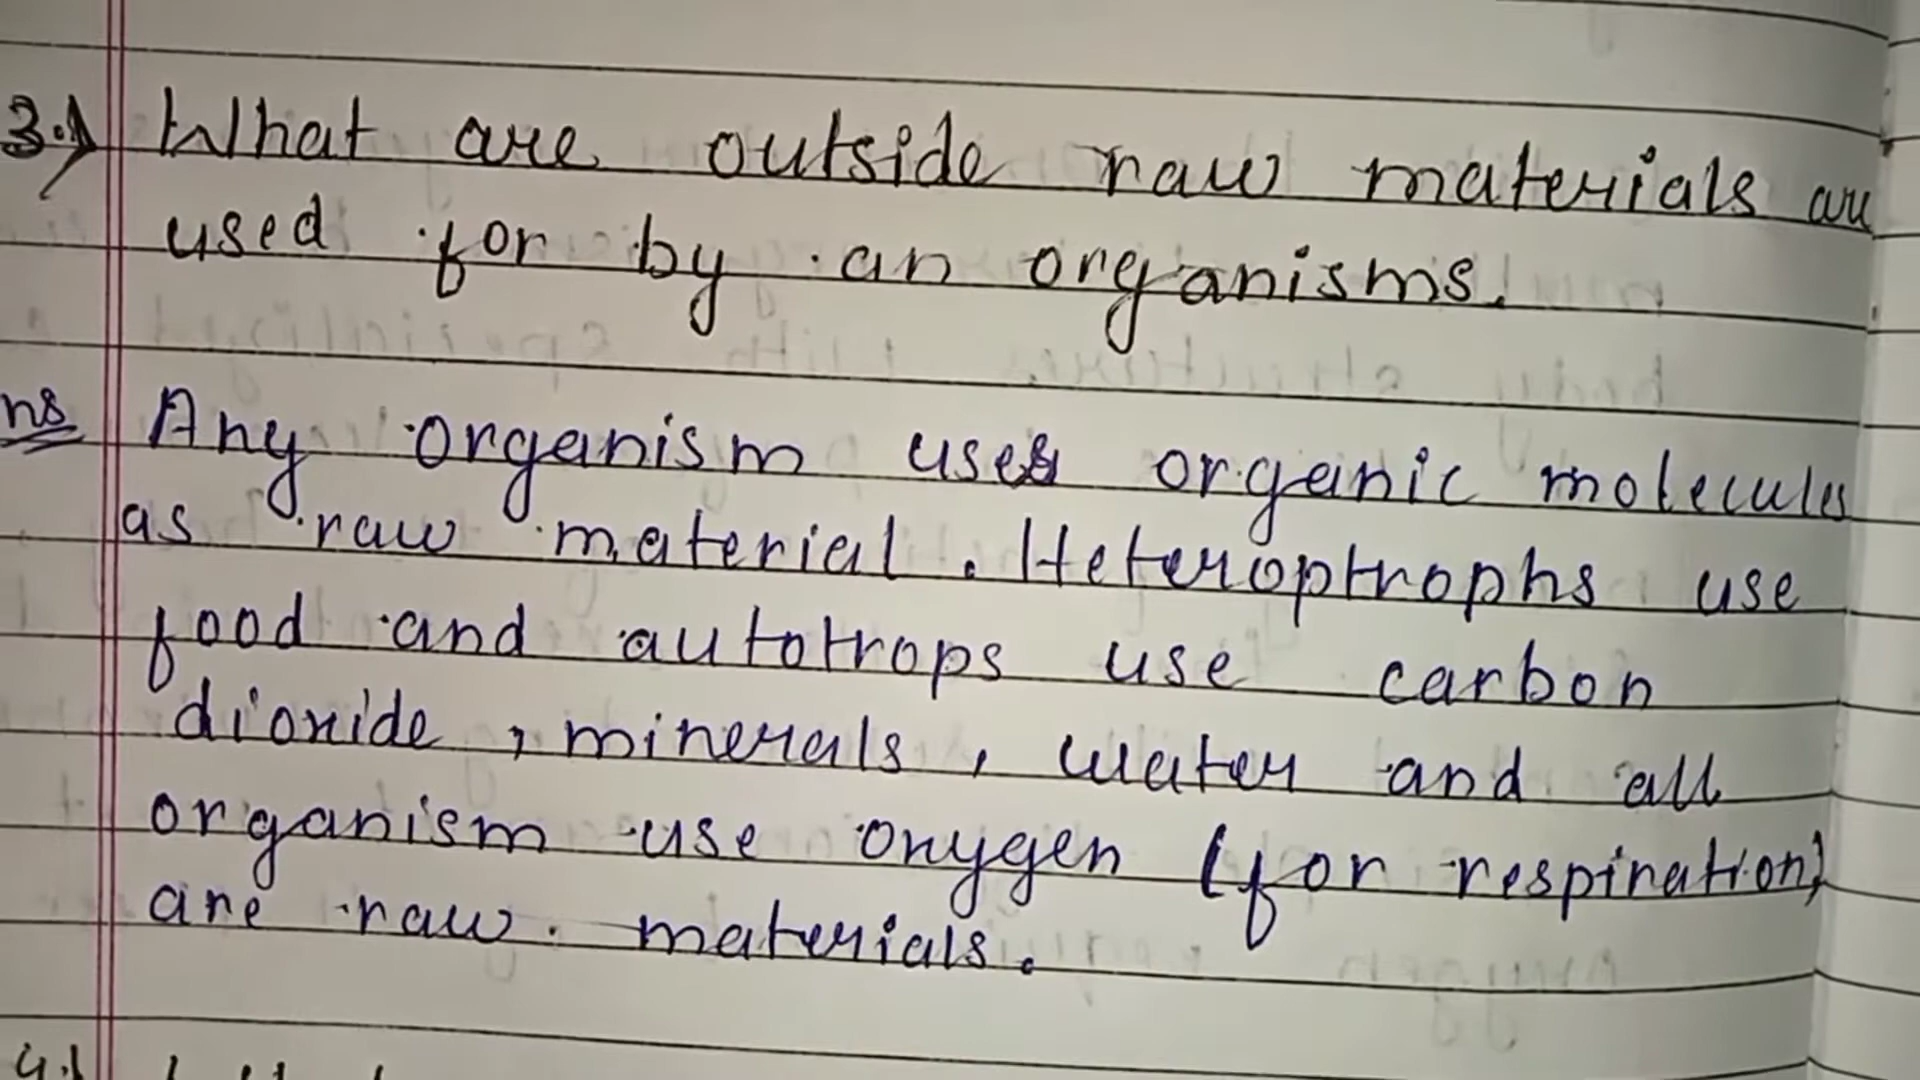 3.) What are outside raw materials are
used for by an organisms.
ns Any organism uses organic molecules
as raw material. Heteroptrophs use
food and autotrops use carbon
dioxide, minerals, water and all
organism use oxygen (for respiration)
are raw materials.
4.)